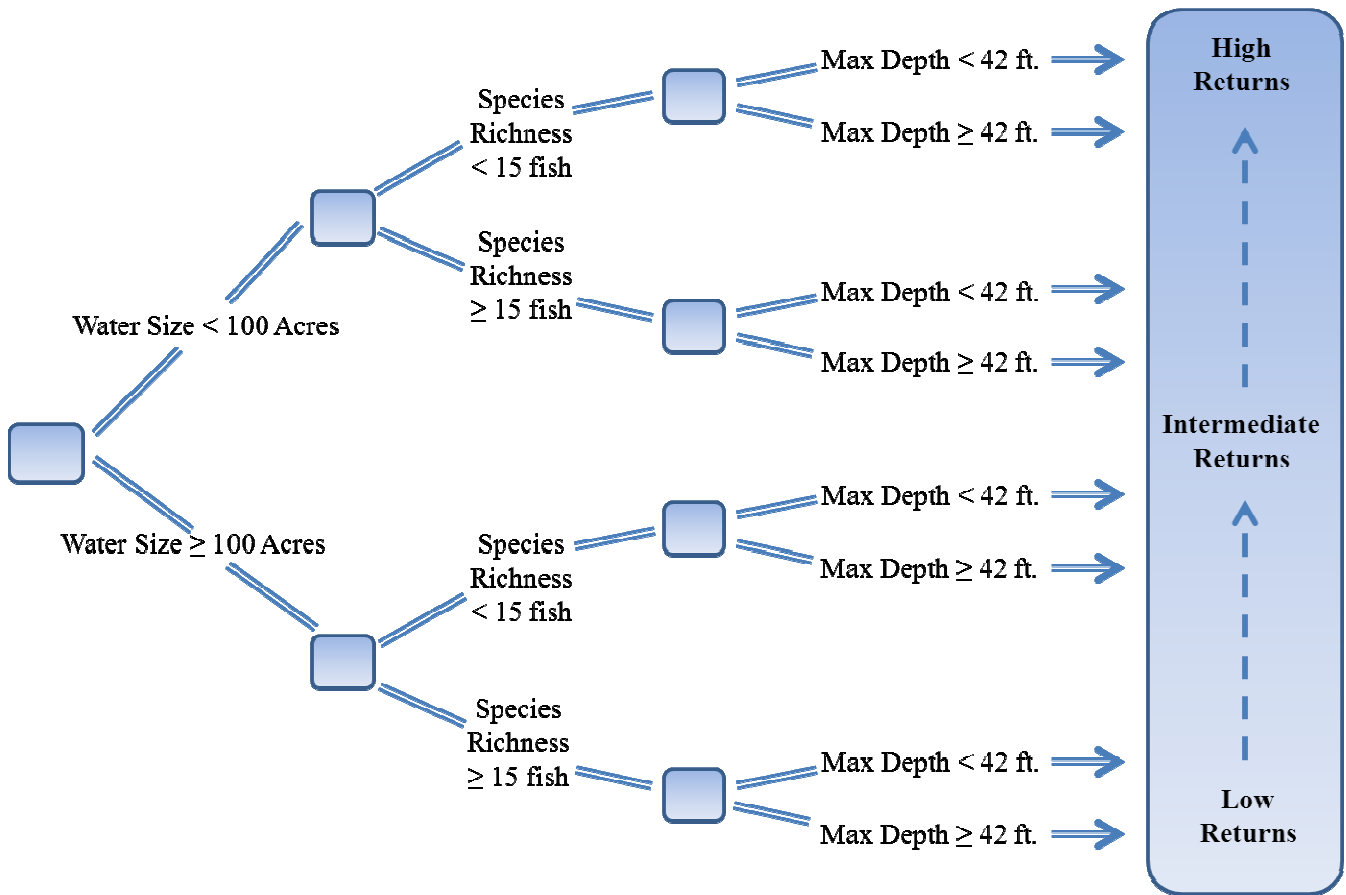 Max Depth < 42 ft.
High
Returns
Species
Richness
< 15 fish
Max Depth ≥ 42 ft.
Species
Richness
≥ 15 fish
Max Depth < 42 ft.
Water Size < 100 Acres
Max Depth ≥ 42 ft.
Intermediate
Returns
Max Depth < 42 ft.
Water Size ≥ 100 Acres
Species
Richness
< 15 fish
Max Depth ≥ 42 ft.
Species
Richness
≥ 15 fish
Max Depth < 42 ft.
Low
Returns
Max Depth ≥ 42 ft.